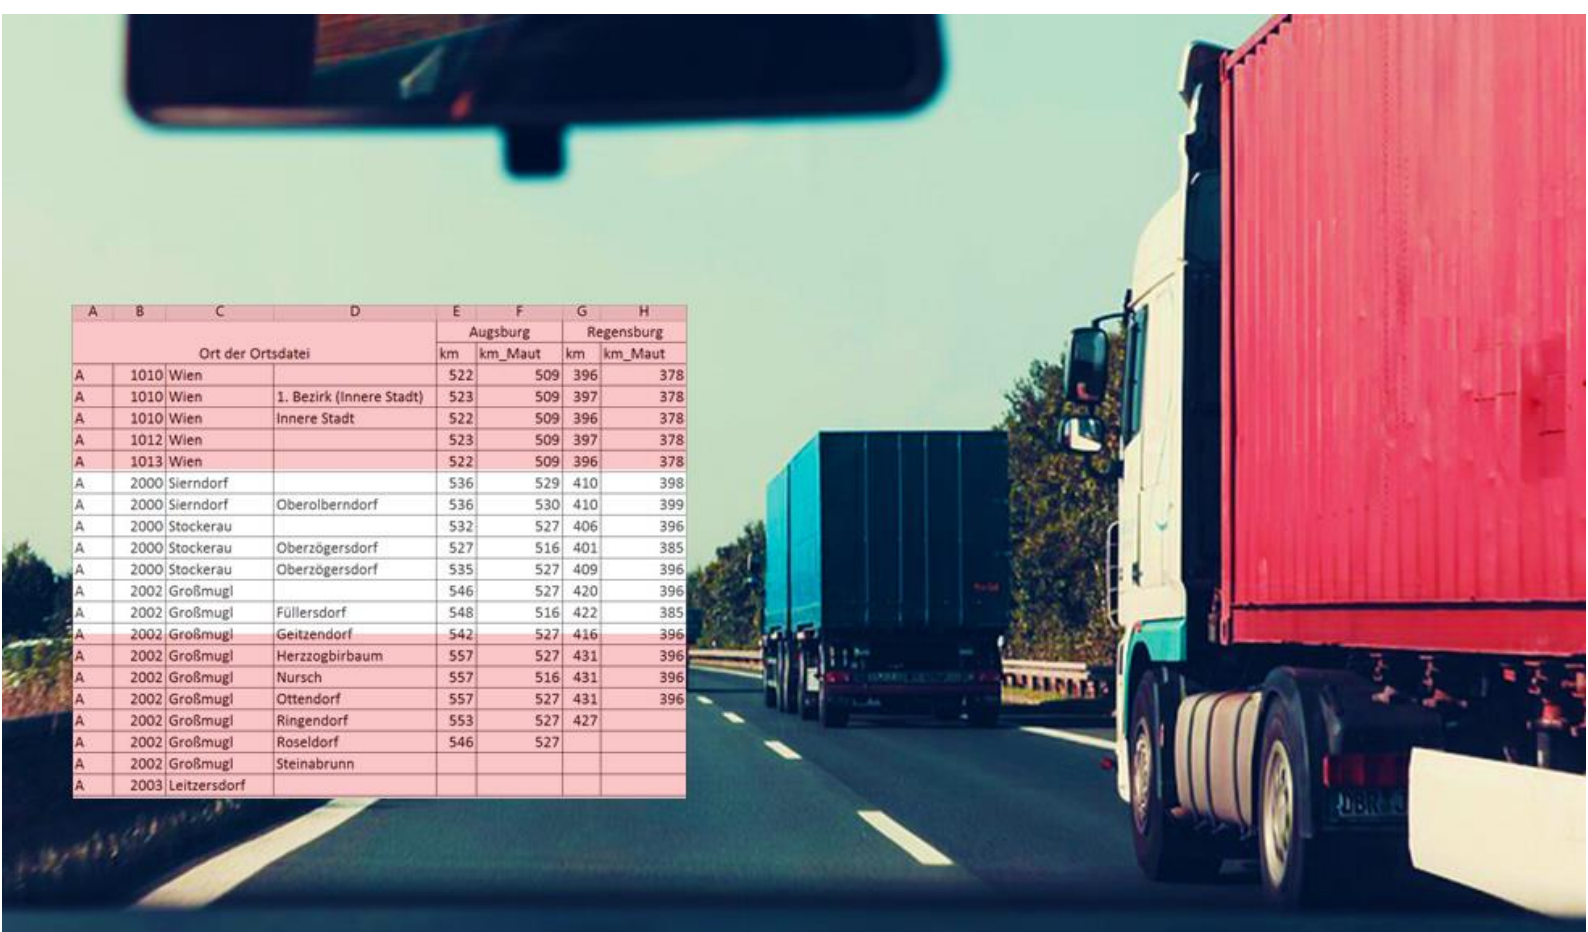 A B C D E F G H
Augsburg Regensburg
Ort der Ortsdatei km km_Maut km km_Maut
A 1010 Wien 522 509 396 378
A 1010 Wien 1. Bezirk (Innere Stadt) 523 509 397 378
A 1010 Wien Innere Stadt 522 509 396 378
A 1012 Wien 523 509 397 378
A 1013 Wien 522 509 396 378
A 2000 Sierndorf 536 529 410 398
A 2000 Sierndorf Oberolberndorf 536 530 410 399
A 2000 Stockerau 532 527 406 396
A 2000 Stockerau Oberzögersdorf 527 516 401 385
A 2000 Stockerau Oberzögersdorf 535 527 409 396
A 2002 Großmugl 546 527 420 396
A 2002 Großmugl Füllersdorf 548 516 422 385
A 2002 Großmugl Geitzendorf 542 527 416 396
A 2002 Großmugl Herzzogbirbaum 557 527 431 396
A 2002 Großmugl Nursch 557 516 431 396
A 2002 Großmugl Ottendorf 557 527 431 396
A 2002 Großmugl Ringendorf 553 527 427
A 2002 Großmugl Roseldorf 546 527
A 2002 Großmugl Steinabrunn
A 2003 Leitzersdorf